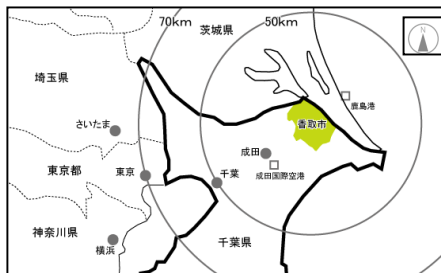 70km
50km
茨城県
埼玉県
鹿島港
香取市
さいたま
成田
東京都
東京
千葉
成田国際空港
神奈川県
横浜
千葉県
N